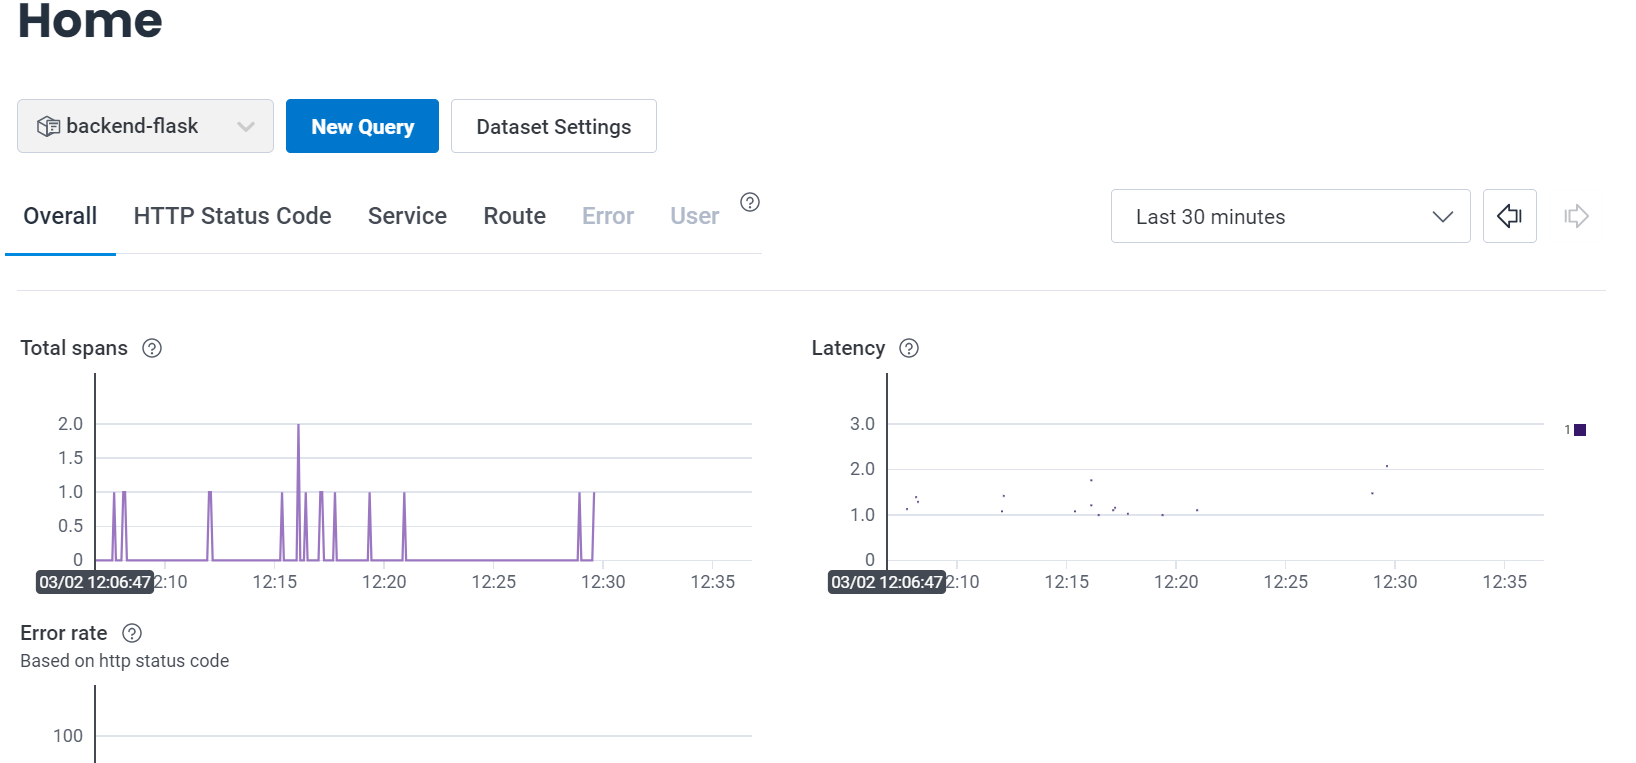 Home
backend-flask New Query Dataset Settings
Overall HTTP Status Code Service Route Error User ? Last 30 minutes
Total spans ?
2.0
1.5
1.0
0.5
0
03/02 12:06:47 2:10 12:15 12:20 12:25 12:30 12:35
Latency ?
3.0
1
2.0
1.0
0
03/02 12:06:47 2:10 12:15 12:20 12:25 12:30 12:35
Error rate ?
Based on http status code
100